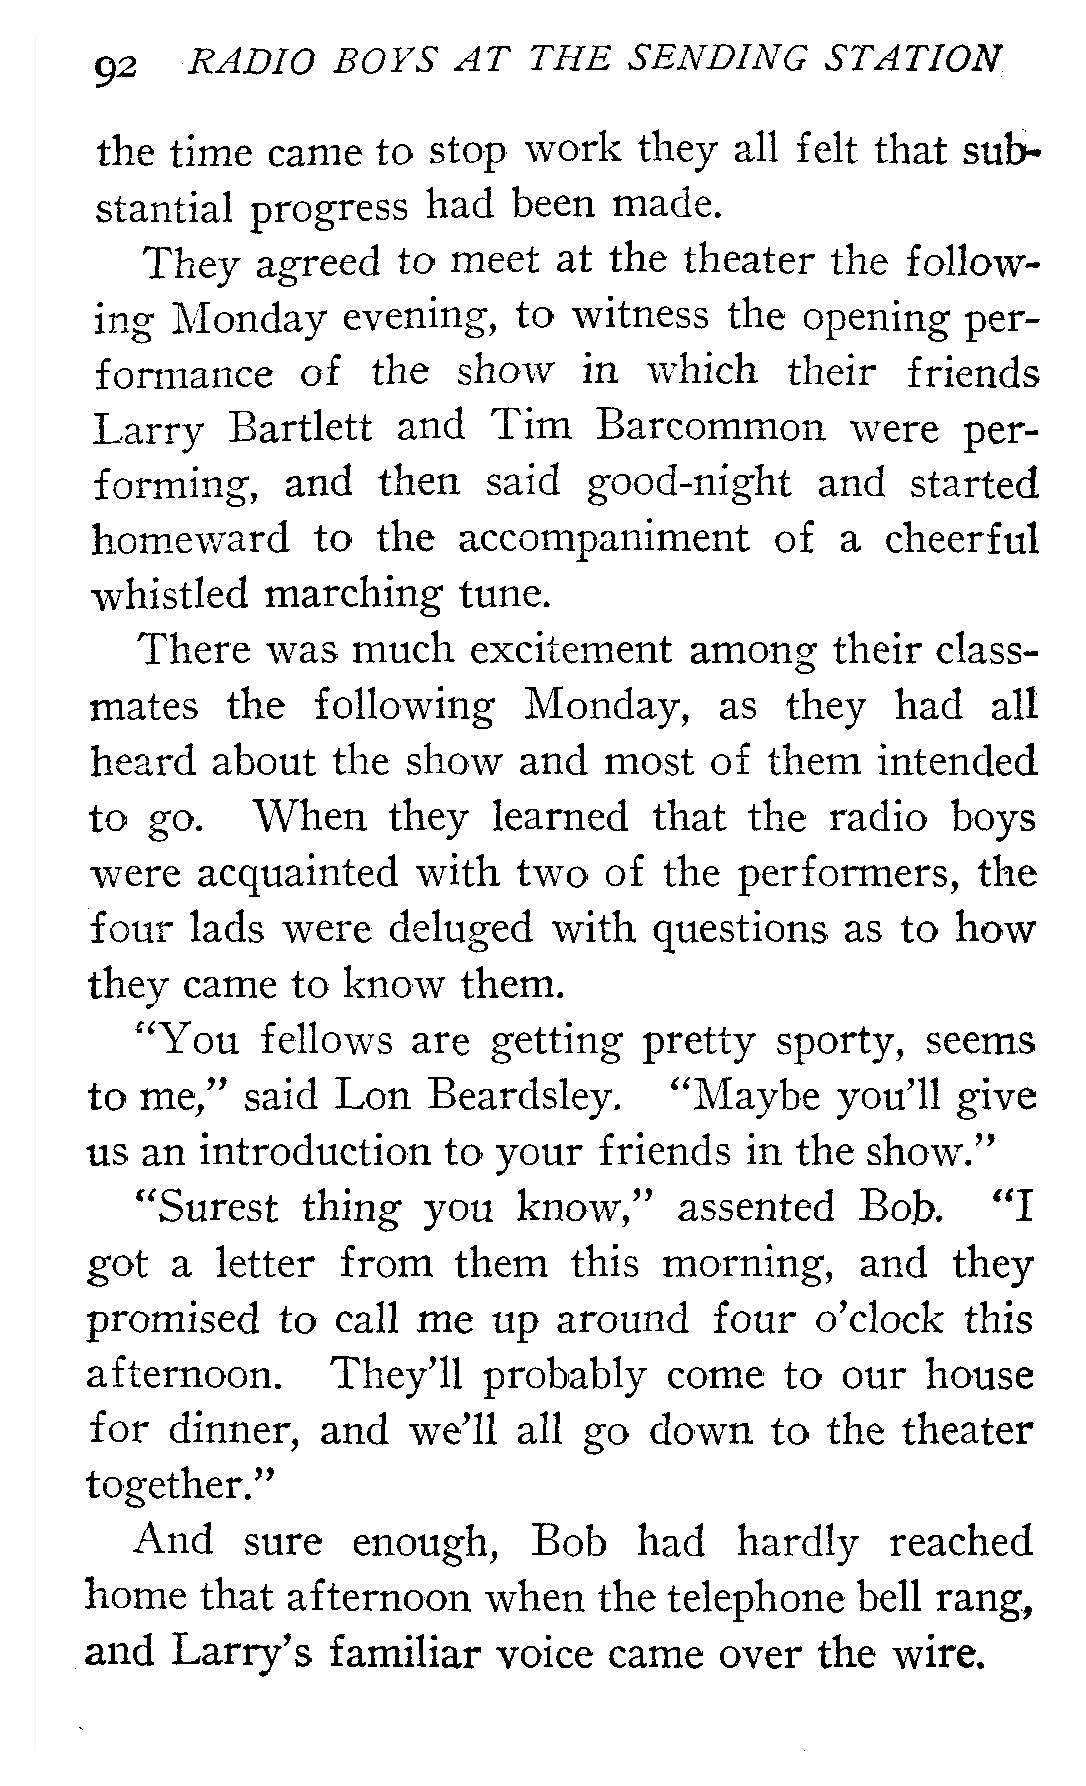 92 RADIO BOYS AT THE SENDING STATION
the time came to stop work they all felt that sub-
stantial progress had been made.
They agreed to meet at the theater the follow-
ing Monday evening, to witness the opening per-
formance of the show in which their friends
Larry Bartlett and Tim Barcommon were per-
forming, and then said good-night and started
homeward to the accompaniment of a cheerful
whistled marching tune.
There was much excitement among their class-
mates the following Monday, as they had all
heard about the show and most of them intended
to go. When they learned that the radio boys
were acquainted with two of the performers, the
four lads were deluged with questions as to how
they came to know them.
“You fellows are getting pretty sporty, seems
to me,” said Lon Beardsley. “Maybe you’ll give
us an introduction to your friends in the show.”
“Surest thing you know,” assented Bob. “I
got a letter from them this morning, and they
promised to call me up around four o’clock this
afternoon. They’ll probably come to our house
for dinner, and we’ll all go down to the theater
together.”
And sure enough, Bob had hardly reached
home that afternoon when the telephone bell rang,
and Larry’s familiar voice came over the wire.